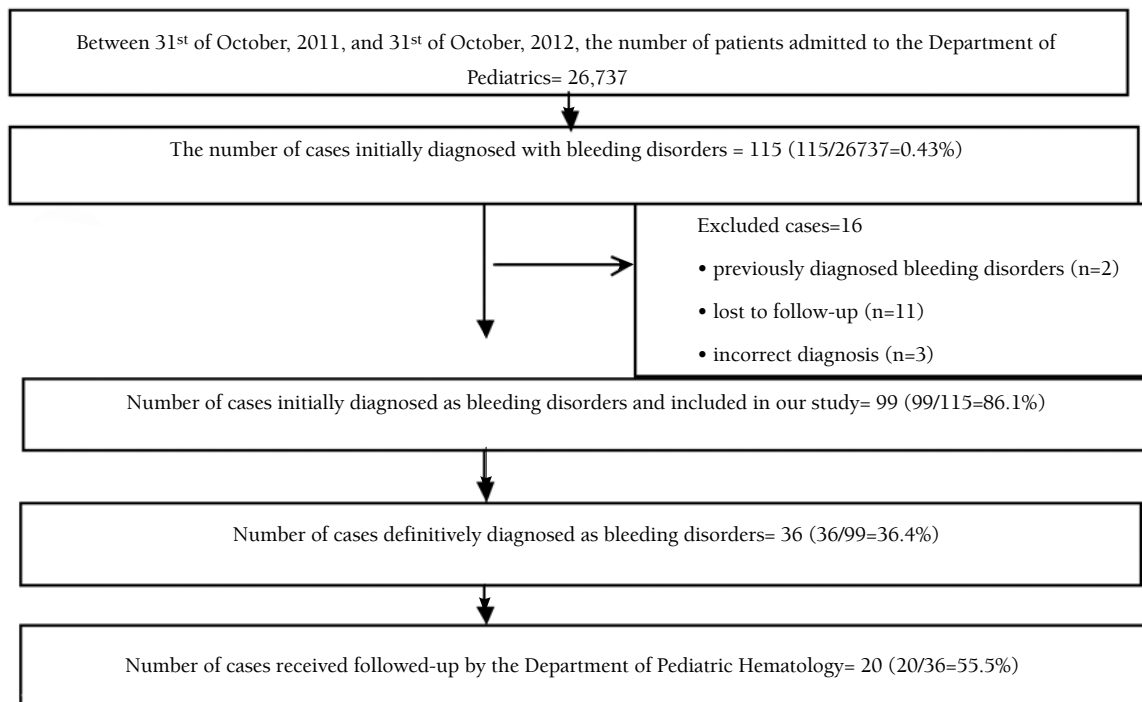 Between 31st of October, 2011, and 31st of October, 2012, the number of patients admitted to the Department of
Pediatrics= 26,737
The number of cases initially diagnosed with bleeding disorders = 115 (115/26737=0.43%)
Excluded cases=16
• previously diagnosed bleeding disorders (n=2)
• lost to follow-up (n=11)
• incorrect diagnosis (n=3)
Number of cases initially diagnosed as bleeding disorders and included in our study= 99 (99/115=86.1%)
Number of cases definitively diagnosed as bleeding disorders= 36 (36/99=36.4%)
Number of cases received followed-up by the Department of Pediatric Hematology= 20 (20/36=55.5%)